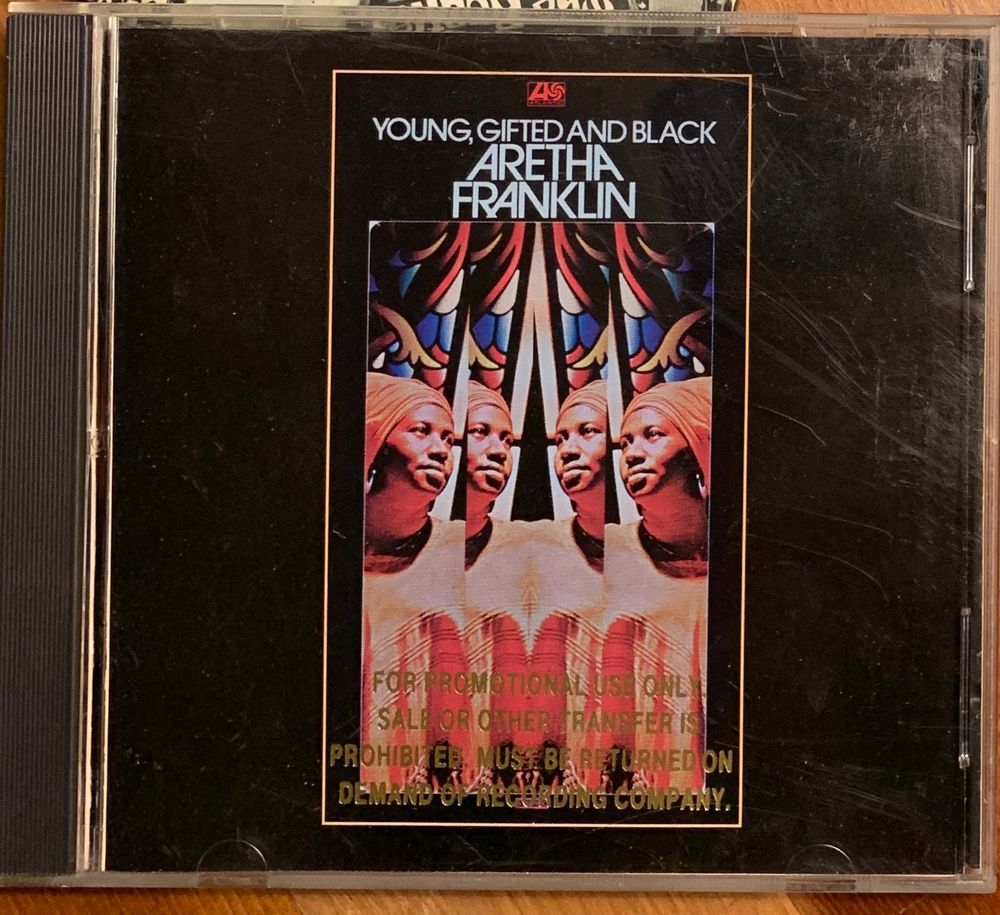 ATLANTIC
YOUNG, GIFTED AND BLACK
ARETHA
FRANKLIN
FOR PROMOTIONAL USE ONLY.
SALE OR OTHER TRANSFER IS
PROHIBITED. MUST BE RETURNED ON
DEMAND OF RECORDING COMPANY.